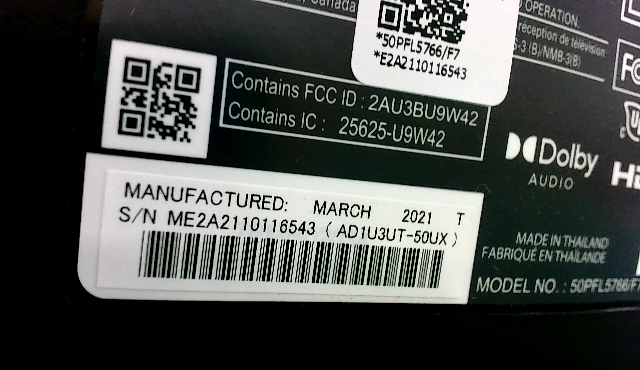 , Canada
OPERATION.
réception de télévision
S-3 (B)/NMB-3(B)
*50PFL5766/F7
*E2A2110116543
Contains FCC ID : 2AU3BU9W42
Contains IC : 25625-U9W42
Dolby
AUDIO
MANUFACTURED: MARCH 2021 T
S/N ME2A2110116543 ( AD1U3UT-50UX )
MADE IN THAILAND
FABRIQUÉ EN THAÏLANDE
MODEL NO. : 50PFL5766/F7